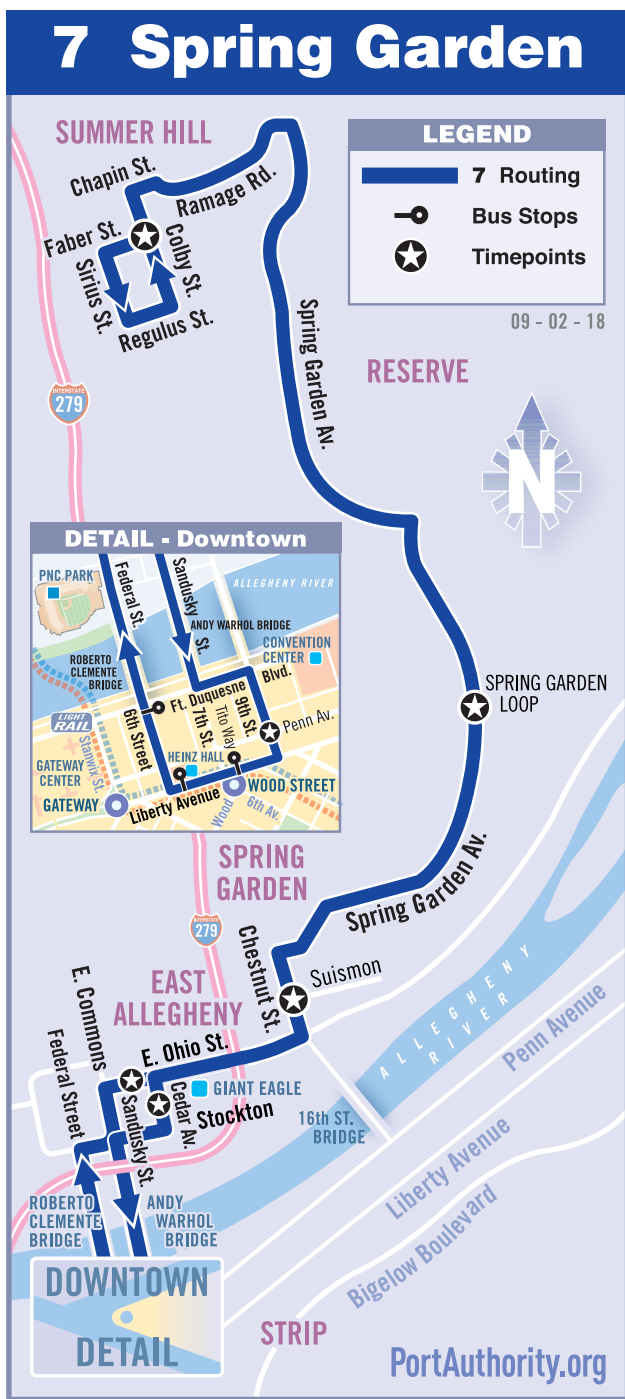 7 Spring Garden
SUMMER HILL
Chapin St.
Ramage Rd.
Faber St.
Colby St.
Sirius St.
Regulus St.
LEGEND
7 Routing
Bus Stops
Timepoints
09 - 02 - 18
Spring Garden Av.
RESERVE
INTERSTATE
279
N
DETAIL - Downtown
PNC PARK
Federal St.
Sandusky St.
ALLEGHENY RIVER
ANDY WARHOL BRIDGE
CONVENTION
CENTER
ROBERTO
CLEMENTE
BRIDGE
Ft. Duquesne Blvd.
LIGHT
RAIL
6th Street
7th St.
Tito Way
9th St.
Penn Av.
Stanwix St.
GATEWAY
CENTER
HEINZ HALL
GATEWAY
WOOD STREET
Liberty Avenue
Wood
6th Av.
SPRING GARDEN
LOOP
SPRING
GARDEN
Spring Garden Av.
INTERSTATE
279
Chestnut St.
Suismon
EAST
ALLEGHENY
E. Commons
E. Ohio St.
Federal Street
GIANT EAGLE
Cedar Av.
Stockton
Sandusky St.
16th ST.
BRIDGE
ALLEGHENY
RIVER
Penn Avenue
Liberty Avenue
Bigelow Boulevard
ROBERTO
CLEMENTE
BRIDGE
ANDY
WARHOL
BRIDGE
DOWNTOWN
DETAIL
STRIP
PortAuthority.org